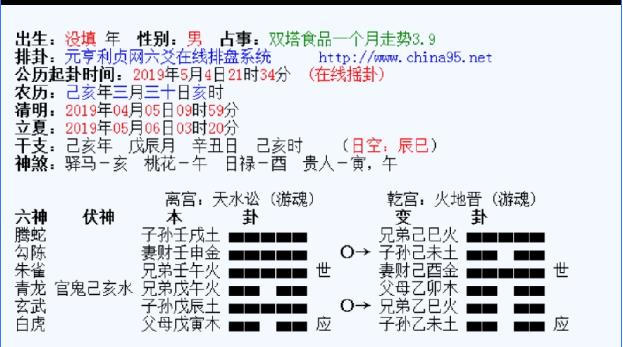 出生：没填 年 性别：男 占事：双塔食品一个月走势3.9
排卦：元亨利贞网六爻在线排盘系统 http://www.china95.net
公历起卦时间：2019年5月4日21时34分 （在线摇卦）
农历：己亥年三月三十日亥时
清明：2019年04月05日09时59分
立夏：2019年05月06日03时20分
干支：己亥年 戊辰月 辛丑日 己亥时 （日空：辰巳）
神煞：驿马－亥 桃花－午 日禄－酉 贵人－寅，午
离宫：天水讼（游魂） 乾宫：火地晋（游魂）
六神 伏神 本 卦 变 卦
腾蛇 子孙壬戌土 兄弟己巳火
勾陈 妻财壬申金 O→ 子孙己未土
朱雀 兄弟壬午火 世 妻财己酉金 世
青龙 官鬼己亥水 兄弟戊午火 父母乙卯木
玄武 子孙戊辰土 O→ 兄弟乙巳火
白虎 父母戊寅木 应 子孙乙未土 应